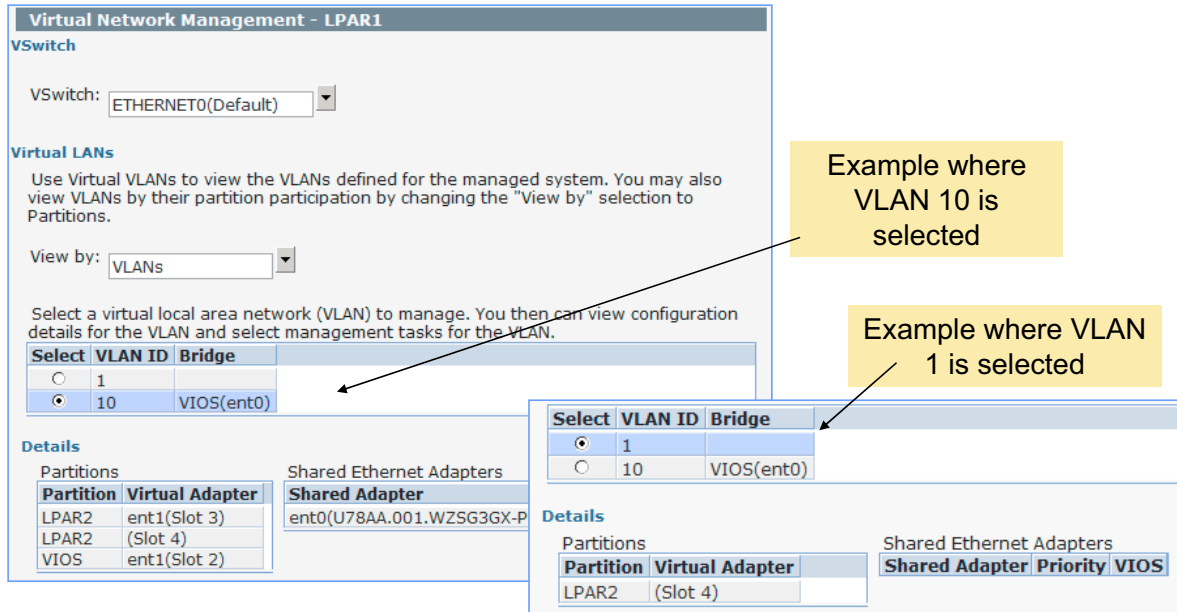 Virtual Network Management - LPAR1
VSwitch
VSwitch: ETHERNET0(Default)
Virtual LANs
Use Virtual VLANs to view the VLANs defined for the managed system. You may also
view VLANs by their partition participation by changing the "View by" selection to
Partitions.
View by: VLANs
Select a virtual local area network (VLAN) to manage. You then can view configuration
details for the VLAN and select management tasks for the VLAN.
Select VLAN ID Bridge
1
10 VIOS(ent0)
Details
Partitions
Partition Virtual Adapter
LPAR2 ent1(Slot 3)
LPAR2 (Slot 4)
VIOS ent1(Slot 2)
Shared Ethernet Adapters
Shared Adapter
ent0(U78AA.001.WZSG3GX-P
Example where
VLAN 10 is
selected
Example where VLAN
1 is selected
Select VLAN ID Bridge
1
10 VIOS(ent0)
Details
Partitions
Partition Virtual Adapter
LPAR2 (Slot 4)
Shared Ethernet Adapters
Shared Adapter Priority VIOS